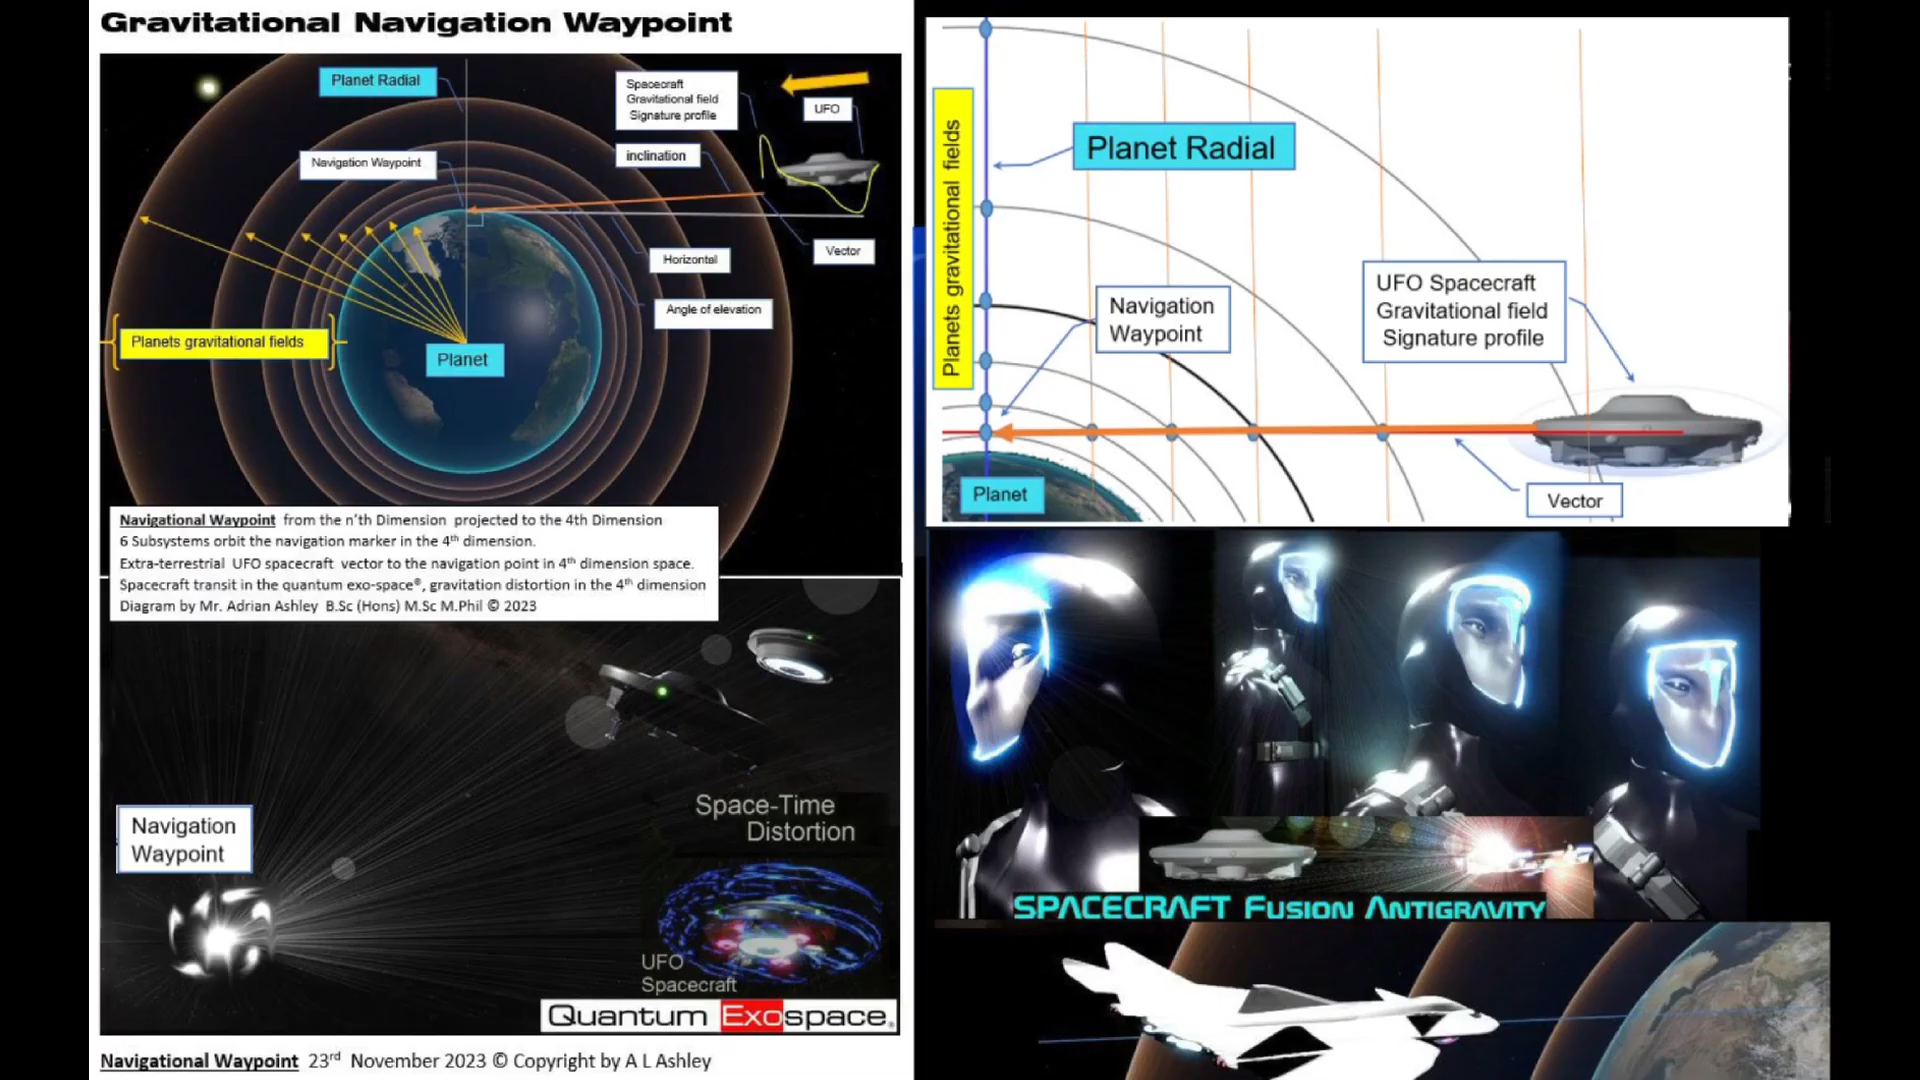 Gravitational Navigation Waypoint
Planet Radial
Spacecraft
Gravitational field
Signature profile
UFO
Navigation Waypoint
inclination
Vector
Horizontal
Angle of elevation
Planets gravitational fields
Planet
Navigational Waypoint from the n'th Dimension projected to the 4th Dimension
6 Subsystems orbit the navigation marker in the 4th dimension.
Extra-terrestrial UFO spacecraft vector to the navigation point in 4th dimension space.
Spacecraft transit in the quantum exo-space®, gravitation distortion in the 4th dimension
Diagram by Mr. Adrian Ashley B.Sc (Hons) M.Sc M.Phil © 2023
Navigation
Waypoint
Space-Time
Distortion
UFO
Spacecraft
Quantum Exospace®
Navigational Waypoint 23rd November 2023 © Copyright by A L Ashley
Planets gravitational fields
Planet Radial
Navigation
Waypoint
UFO Spacecraft
Gravitational field
Signature profile
Planet
Vector
SPACECRAFT FUSION ANTIGRAVITY